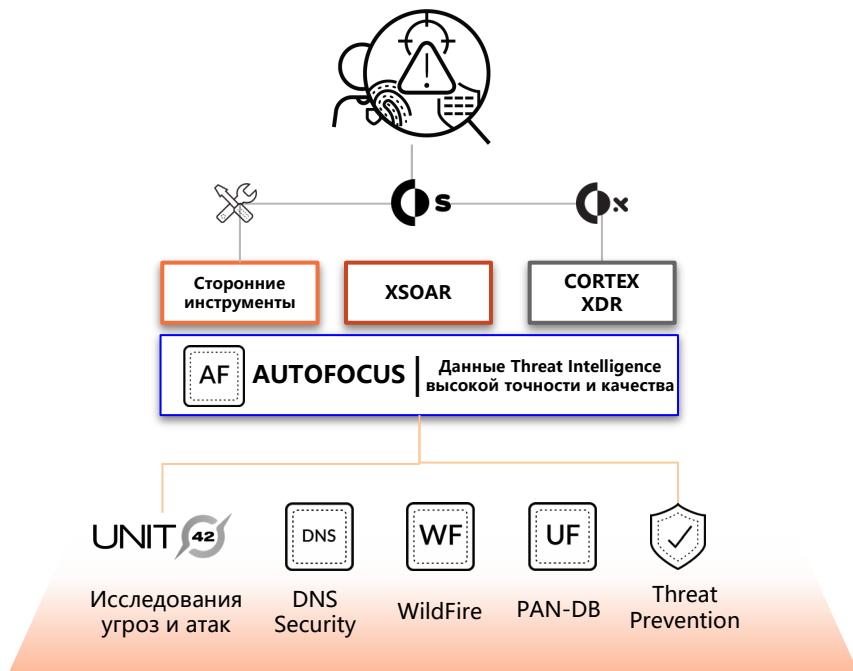 s
x
Сторонние
инструменты
XSOAR
CORTEX
XDR
AF
AUTOFOCUS
Данные Threat Intelligence
высокой точности и качества
UNIT 42
DNS
WF
UF
Исследования
угроз и атак
DNS
Security
WildFire
PAN-DB
Threat
Prevention